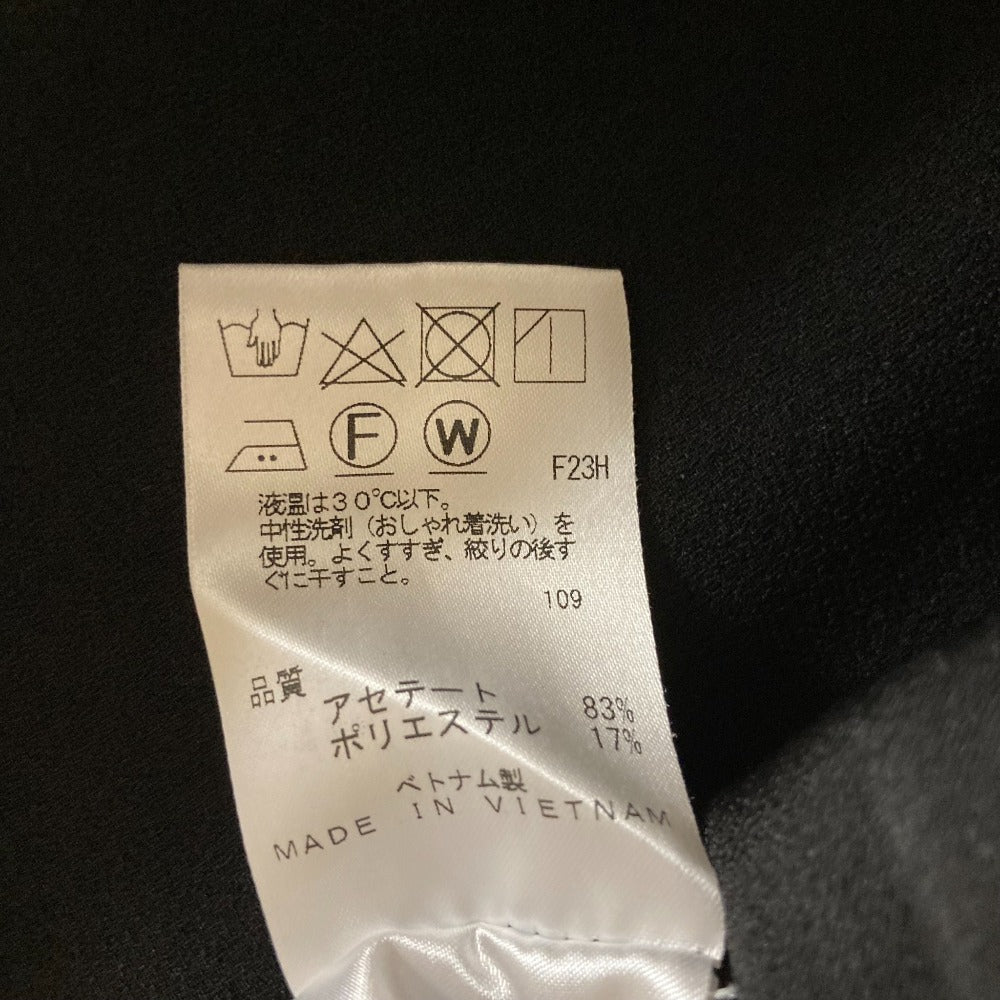 F
W
F23H
液温は30℃以下。
中性洗剤(おしゃれ着洗い)を
使用。よくすすぎ、絞りの後す
ぐに干すこと。
109
品質 アセテート 83%
ポリエステル 17%
ベトナム製
MADE IN VIETNAM